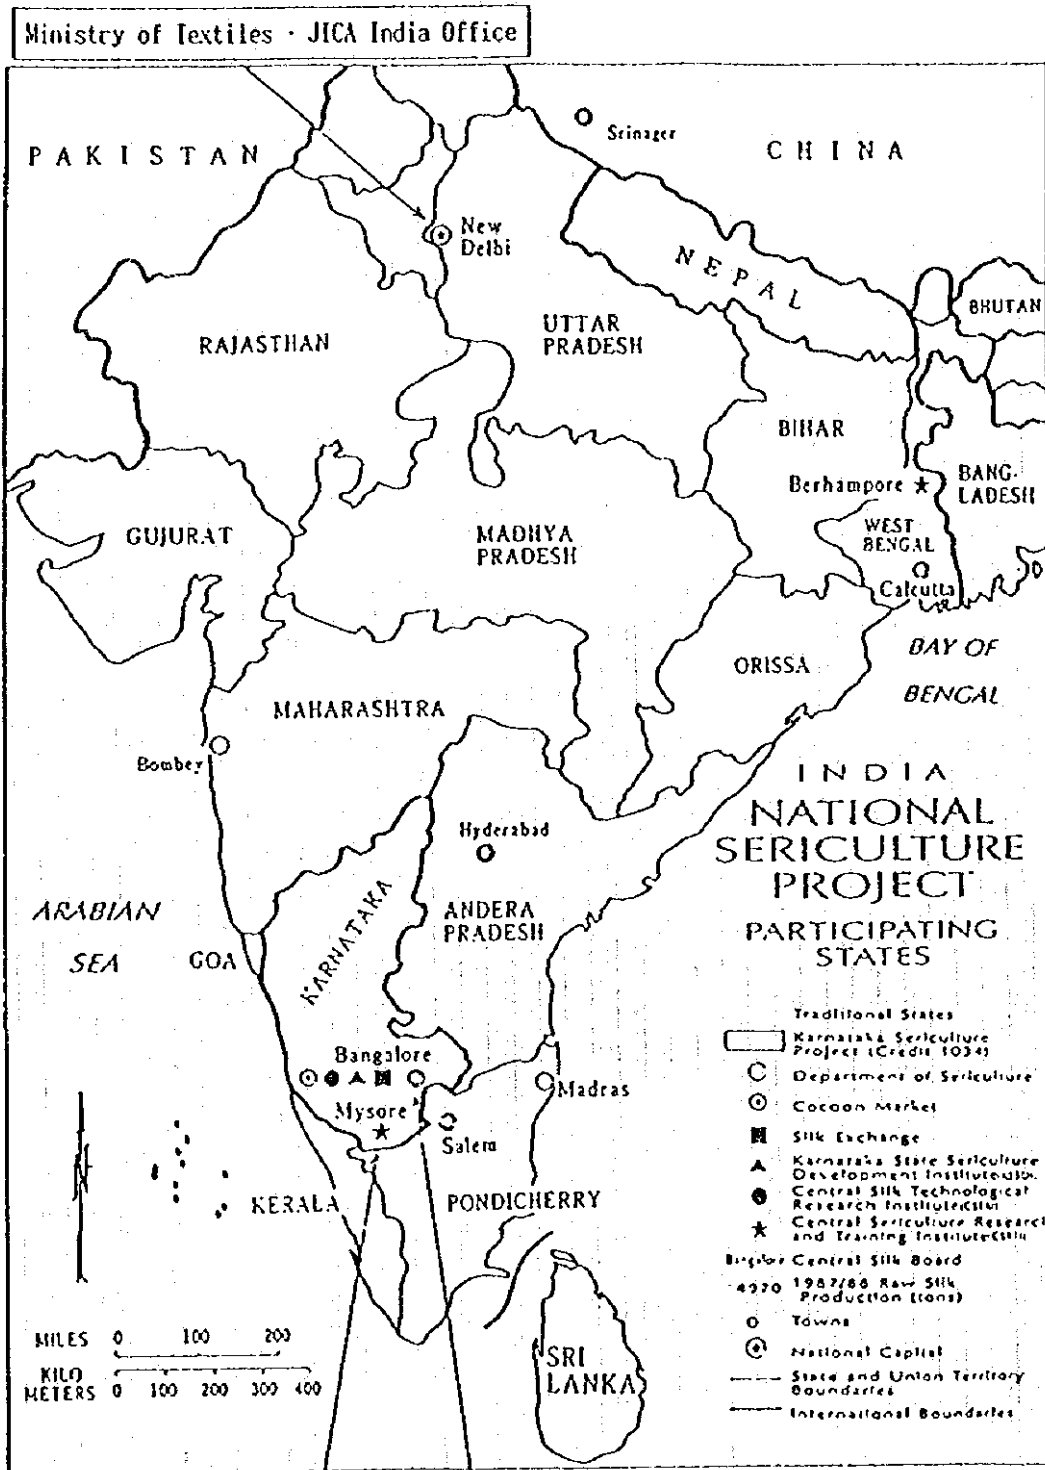 Ministry of Textiles · JICA India Office
PAKISTAN
Srinager
CHINA
New
Delhi
NEPAL
BHUTAN
RAJASTHAN
UTTAR
PRADESH
BIHAR
Berhampore
BANG-
LADESH
GUJURAT
MADHYA
PRADESH
WEST
BENGAL
Calcutta
ORISSA
BAY OF
BENGAL
MAHARASHTRA
Bombey
INDIA
NATIONAL
SERICULTURE
PROJECT
PARTICIPATING
STATES
Hyderabad
ARABIAN
SEA
GOA
KARNATAKA
ANDERA
PRADESH
Bangalore
Mysore
Madras
Salem
KERALA
PONDICHERRY
SRI
LANKA
Traditional States
Karnataka Sericulture
Project (Credit 1034)
Department of Sericulture
Cocoon Market
Silk Exchange
Karnataka State Sericulture
Development Institute
Central Silk Technological
Research Institute
Central Sericulture Research
and Training Institute
Central Silk Board
4970 1987/88 Raw Silk
Production (tons)
Towns
National Capital
State and Union Territory
Boundaries
International Boundaries
MILES 0 100 200
KILO
METERS 0 100 200 300 400